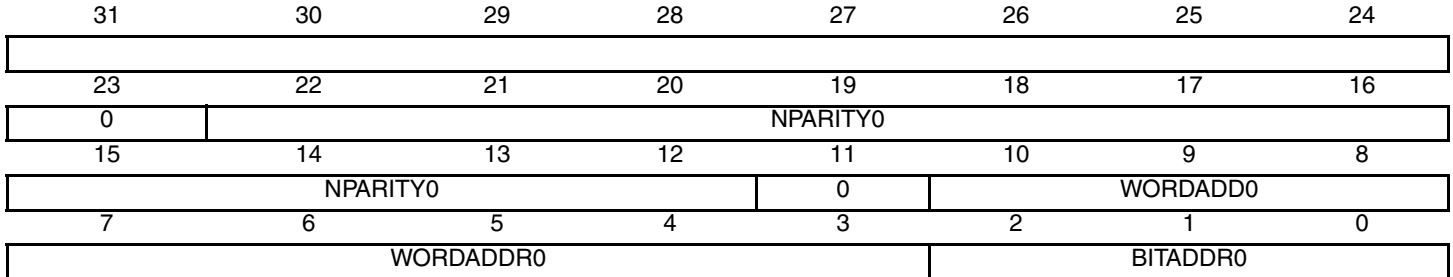 31 30 29 28 27 26 25 24
23 22 21 20 19 18 17 16
0 NPARITY0
15 14 13 12 11 10 9 8
NPARITY0 0 WORDADD0
7 6 5 4 3 2 1 0
WORDADDR0 BITADDR0